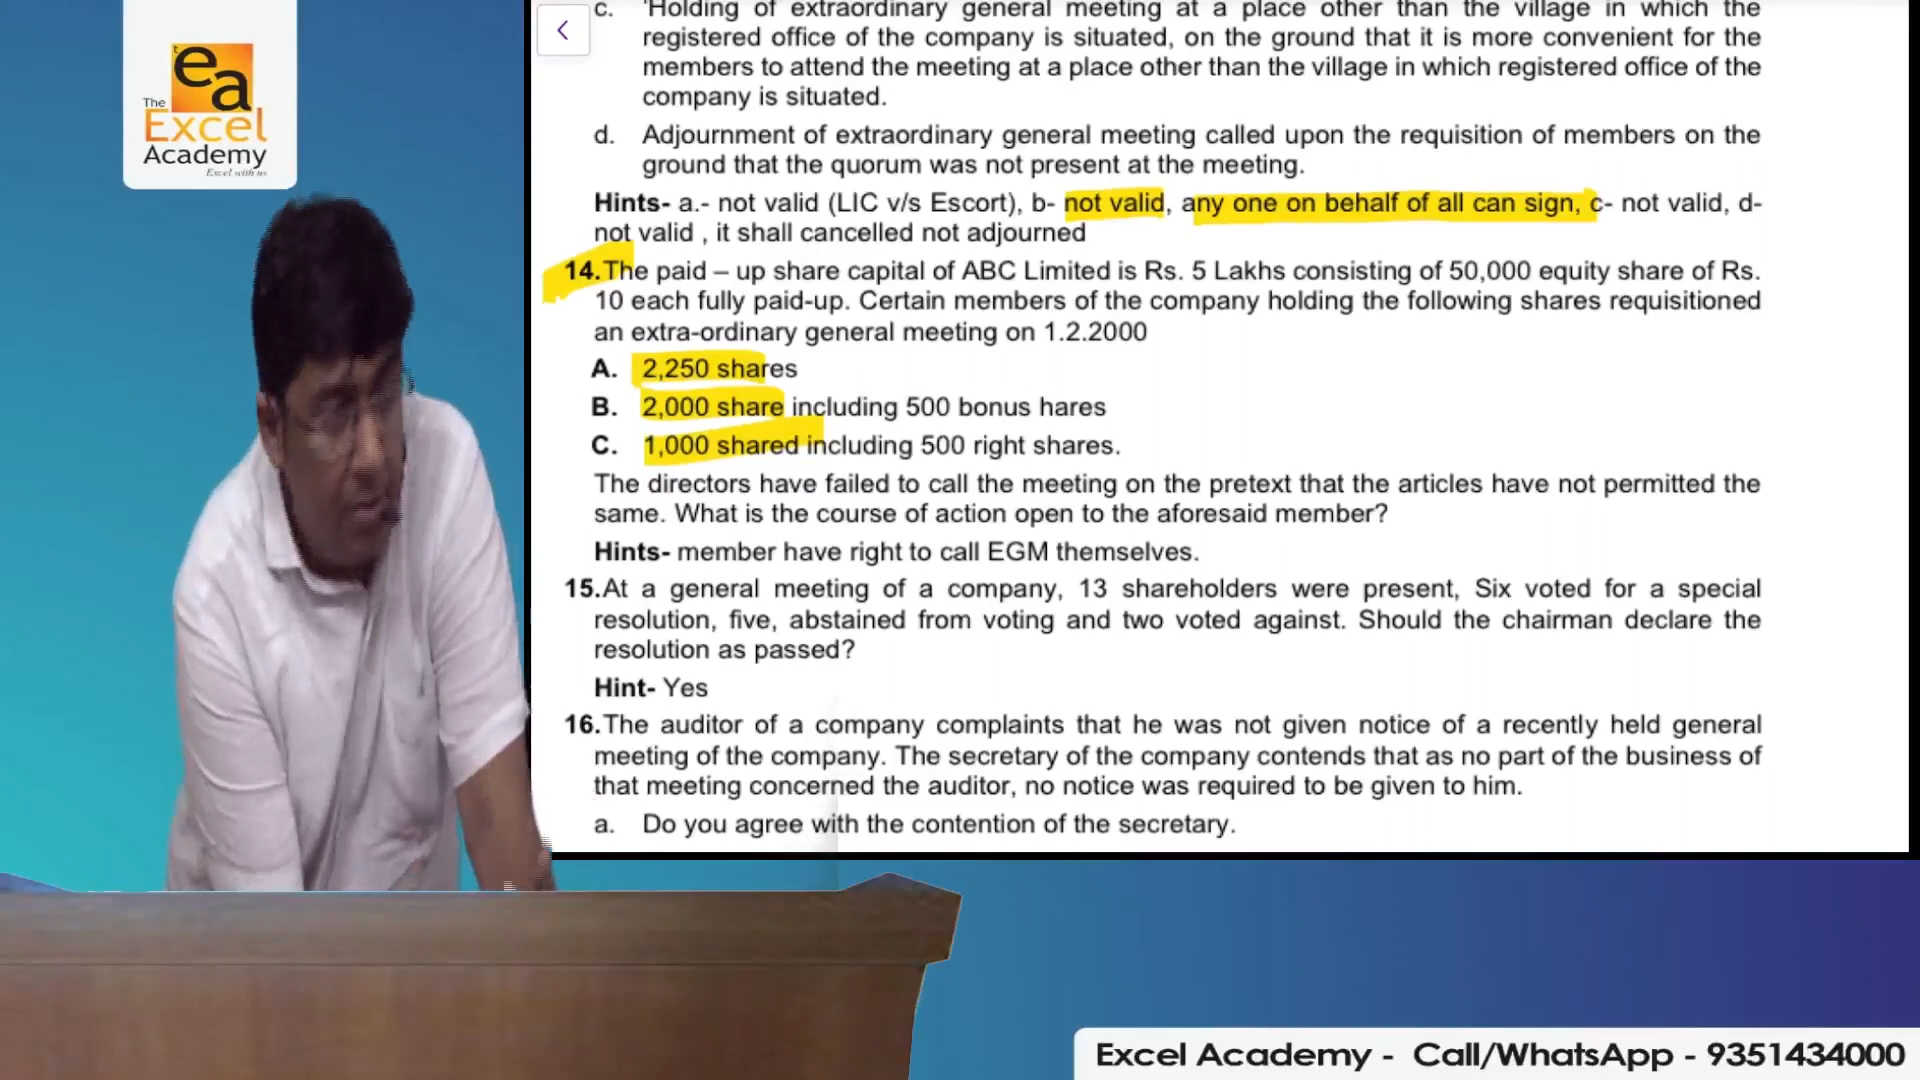 t
ea
The
Excel
Academy
Excel with us
c. 'Holding of extraordinary general meeting at a place other than the village in which the
registered office of the company is situated, on the ground that it is more convenient for the
members to attend the meeting at a place other than the village in which registered office of the
company is situated.
d. Adjournment of extraordinary general meeting called upon the requisition of members on the
ground that the quorum was not present at the meeting.
Hints- a.- not valid (LIC v/s Escort), b- not valid, any one on behalf of all can sign, c- not valid, d-
not valid , it shall cancelled not adjourned
14.The paid – up share capital of ABC Limited is Rs. 5 Lakhs consisting of 50,000 equity share of Rs.
10 each fully paid-up. Certain members of the company holding the following shares requisitioned
an extra-ordinary general meeting on 1.2.2000
A. 2,250 shares
B. 2,000 share including 500 bonus hares
C. 1,000 shared including 500 right shares.
The directors have failed to call the meeting on the pretext that the articles have not permitted the
same. What is the course of action open to the aforesaid member?
Hints- member have right to call EGM themselves.
15.At a general meeting of a company, 13 shareholders were present, Six voted for a special
resolution, five, abstained from voting and two voted against. Should the chairman declare the
resolution as passed?
Hint- Yes
16.The auditor of a company complaints that he was not given notice of a recently held general
meeting of the company. The secretary of the company contends that as no part of the business of
that meeting concerned the auditor, no notice was required to be given to him.
a. Do you agree with the contention of the secretary.
Excel Academy - Call/WhatsApp - 9351434000